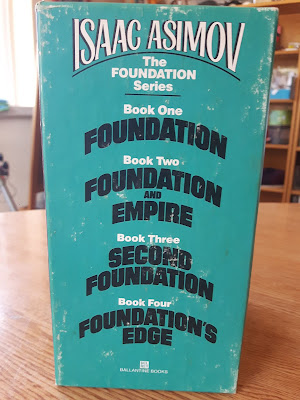 ISAAC ASIMOV
The
FOUNDATION
Series
Book One
FOUNDATION
Book Two
FOUNDATION
AND
EMPIRE
Book Three
SECOND
FOUNDATION
Book Four
FOUNDATION'S
EDGE
BALLANTINE BOOKS